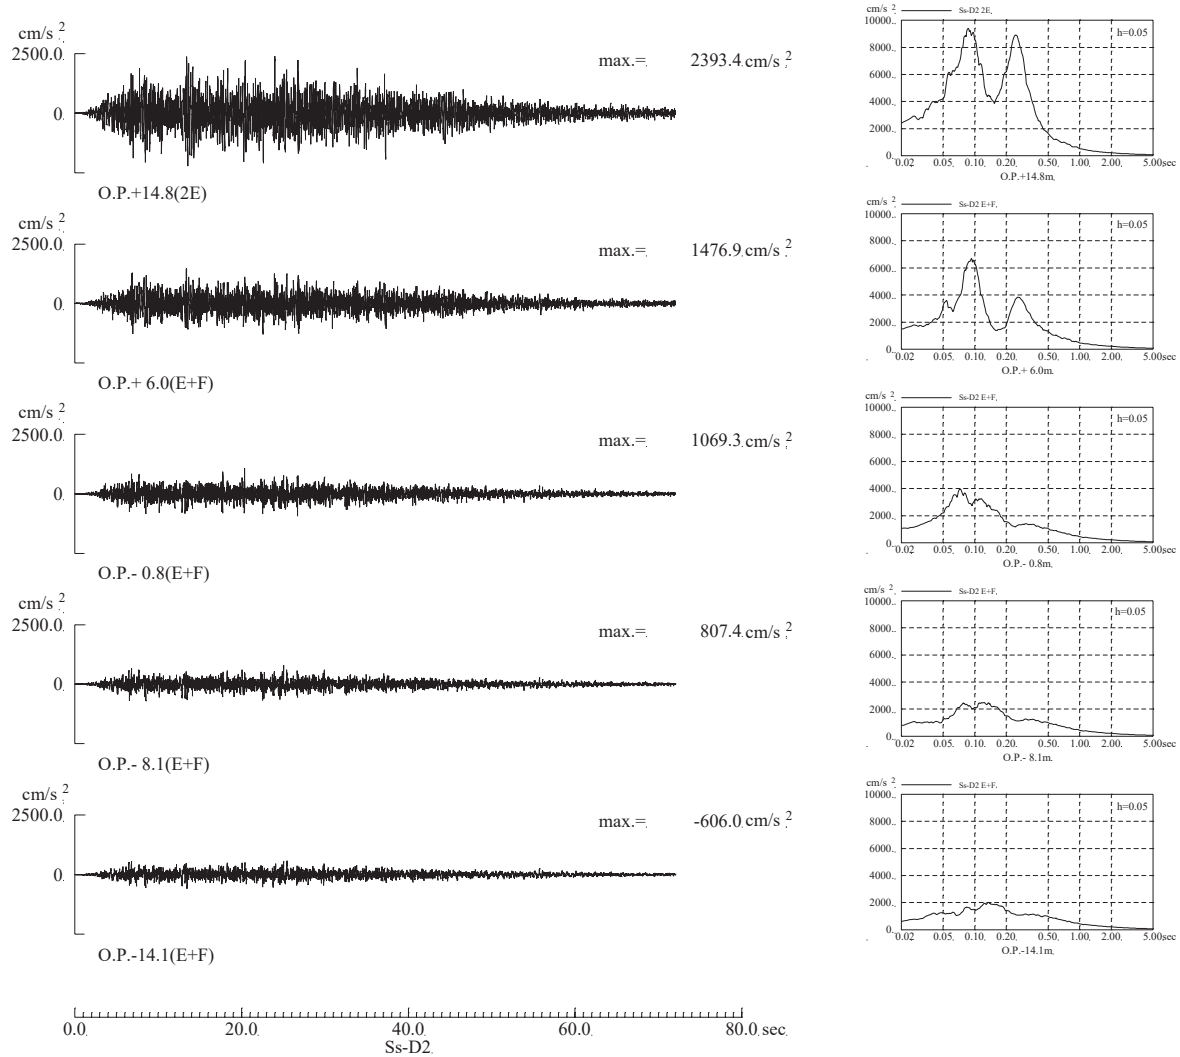 cm/s 2
2500.0
0.
max.= 2393.4 cm/s 2
O.P.+14.8(2E)
cm/s 2
2500.0
0.
max.= 1476.9 cm/s 2
O.P.+ 6.0(E+F)
cm/s 2
2500.0
0.
max.= 1069.3 cm/s 2
O.P.- 0.8(E+F)
cm/s 2
2500.0
0.
max.= 807.4 cm/s 2
O.P.- 8.1(E+F)
cm/s 2
2500.0
0.
max.= -606.0 cm/s 2
O.P.-14.1(E+F)
0.0 20.0 40.0 60.0 80.0 sec
Ss-D2
cm/s 2 Ss-D2 2E
10000.
h=0.05
8000.
6000.
4000.
2000.
0.
0.02 0.05 0.10 0.20 0.50 1.00 2.00 5.00sec
O.P.+14.8m
cm/s 2 Ss-D2 E+F
10000.
h=0.05
8000.
6000.
4000.
2000.
0.
0.02 0.05 0.10 0.20 0.50 1.00 2.00 5.00sec
O.P.+ 6.0m
cm/s 2 Ss-D2 E+F
10000.
h=0.05
8000.
6000.
4000.
2000.
0.
0.02 0.05 0.10 0.20 0.50 1.00 2.00 5.00sec
O.P.- 0.8m
cm/s 2 Ss-D2 E+F
10000.
h=0.05
8000.
6000.
4000.
2000.
0.
0.02 0.05 0.10 0.20 0.50 1.00 2.00 5.00sec
O.P.- 8.1m
cm/s 2 Ss-D2 E+F
10000.
h=0.05
8000.
6000.
4000.
2000.
0.
0.02 0.05 0.10 0.20 0.50 1.00 2.00 5.00sec
O.P.-14.1m